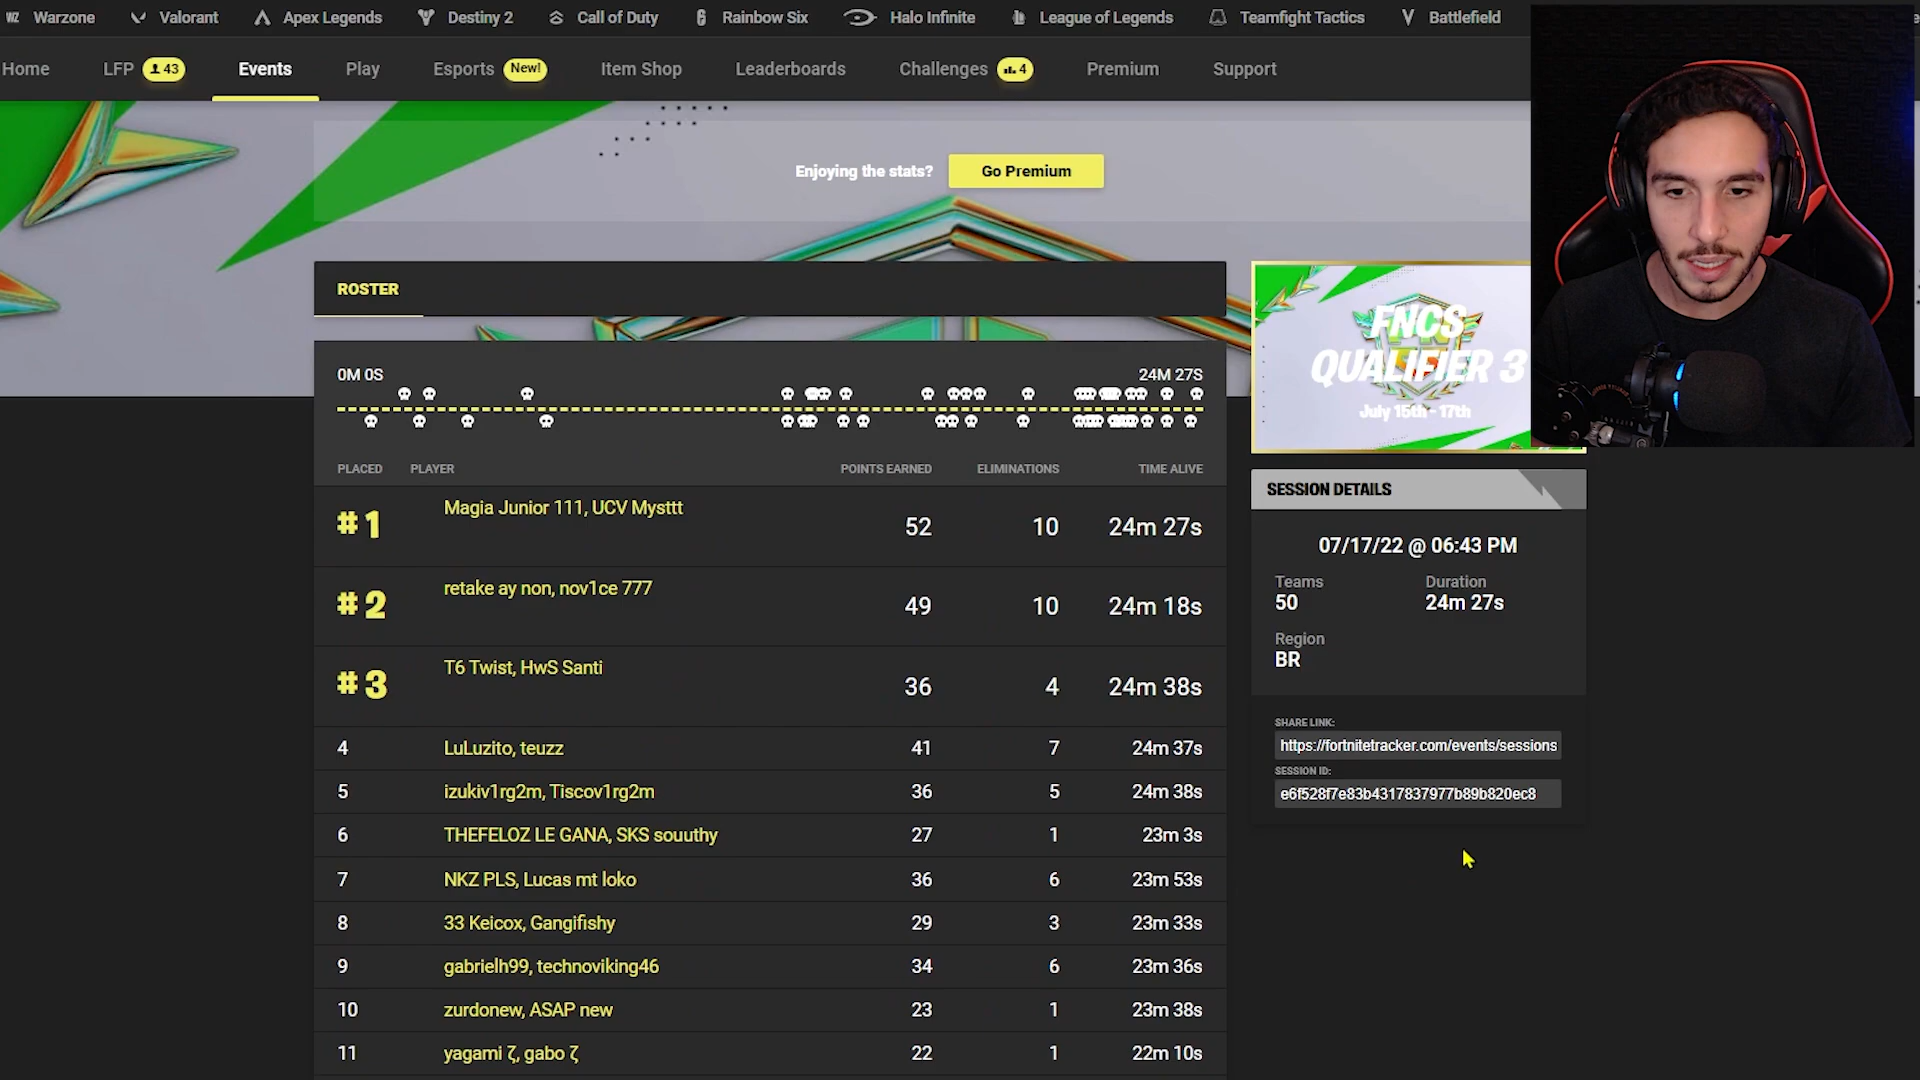 Warzone Valorant Apex Legends Destiny 2 Call of Duty Rainbow Six Halo Infinite League of Legends Teamfight Tactics Battlefield
Home LFP 43 Events Play Esports New! Item Shop Leaderboards Challenges 4 Premium Support
Enjoying the stats? Go Premium
ROSTER
0M 0S 24M 27S
PLACED PLAYER POINTS EARNED ELIMINATIONS TIME ALIVE
#1 Magia Junior 111, UCV Mysttt 52 10 24m 27s
#2 retake ay non, nov1ce 777 49 10 24m 18s
#3 T6 Twist, HwS Santi 36 4 24m 38s
4 LuLuzito, teuzz 41 7 24m 37s
5 izukiv1rg2m, Tiscov1rg2m 36 5 24m 38s
6 THEFELOZ LE GANA, SKS souuthy 27 1 23m 3s
7 NKZ PLS, Lucas mt loko 36 6 23m 53s
8 33 Keicox, Gangifishy 29 3 23m 33s
9 gabrielh99, technoviking46 34 6 23m 36s
10 zurdonew, ASAP new 23 1 23m 38s
11 yagami ζ, gabo ζ 22 1 22m 10s
FNCS
QUALIFIER 3
July 15th - 17th
SESSION DETAILS
07/17/22 @ 06:43 PM
Teams Duration
50 24m 27s
Region
BR
SHARE LINK:
https://fortnitetracker.com/events/sessions
SESSION ID:
e6f528f7e83b4317837977b89b820ec8